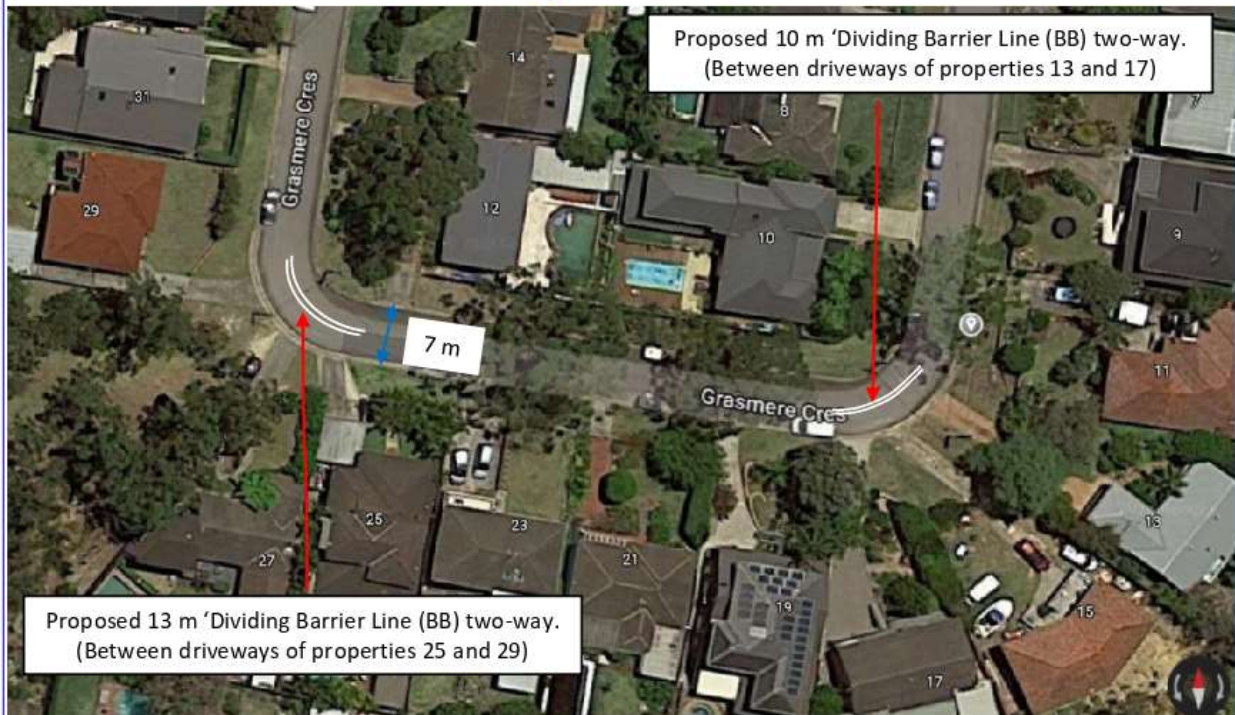 Proposed 10 m ‘Dividing Barrier Line (BB) two-way.
(Between driveways of properties 13 and 17)
14
8
7
31
Grasmere Cres
29
12
10
9
7 m
11
Grasmere Cres
25
23
21
13
27
19
15
17
Proposed 13 m ‘Dividing Barrier Line (BB) two-way.
(Between driveways of properties 25 and 29)